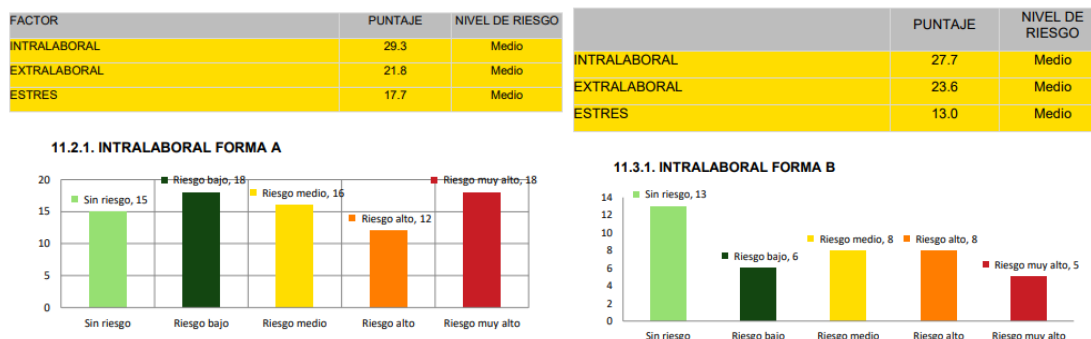 FACTOR PUNTAJE NIVEL DE RIESGO
INTRALABORAL 29.3 Medio
EXTRALABORAL 21.8 Medio
ESTRES 17.7 Medio
11.2.1. INTRALABORAL FORMA A
20
15
10
5
0
Sin riesgo, 15
Riesgo bajo, 18
Riesgo medio, 16
Riesgo alto, 12
Riesgo muy alto, 18
Sin riesgo Riesgo bajo Riesgo medio Riesgo alto Riesgo muy alto
PUNTAJE NIVEL DE
RIESGO
INTRALABORAL 27.7 Medio
EXTRALABORAL 23.6 Medio
ESTRES 13.0 Medio
11.3.1. INTRALABORAL FORMA B
14
12
10
8
6
4
2
0
Sin riesgo, 13
Riesgo bajo, 6
Riesgo medio, 8
Riesgo alto, 8
Riesgo muy alto, 5
Sin riesgo Riesgo bajo Riesgo medio Riesgo alto Riesgo muy alto